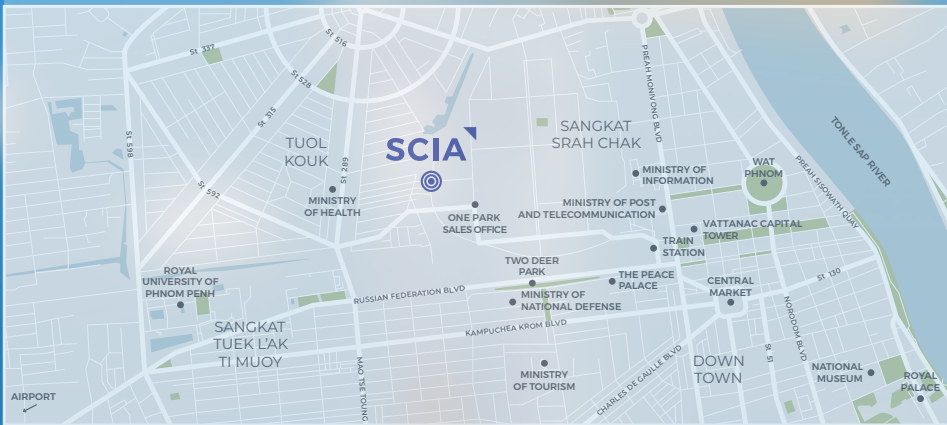 St 337
St 516
St 528
St 315
St 598
St 592
St 289
TUOL
KOUK
SCIA
MINISTRY
OF HEALTH
ONE PARK
SALES OFFICE
SANGKAT
SRAH CHAK
PREAH MONIVONG BLVD
TONLE SAP RIVER
PREAH SISOWATH QUAY
MINISTRY OF
INFORMATION
WAT
PHNOM
MINISTRY OF POST
AND TELECOMMUNICATION
VATTANAC CAPITAL
TOWER
TRAIN
STATION
ROYAL
UNIVERSITY OF
PHNOM PENH
TWO DEER
PARK
THE PEACE
PALACE
CENTRAL
MARKET
St. 130
RUSSIAN FEDERATION BLVD
MINISTRY OF
NATIONAL DEFENSE
KAMPUCHEA KROM BLVD
SANGKAT
TUEK L'AK
TI MUOY
MAO TSE TOUNG
MINISTRY
OF TOURISM
CHARLES DE GAULLE BLVD
DOWN
TOWN
St 51
NORODOM BLVD
NATIONAL
MUSEUM
ROYAL
PALACE
AIRPORT